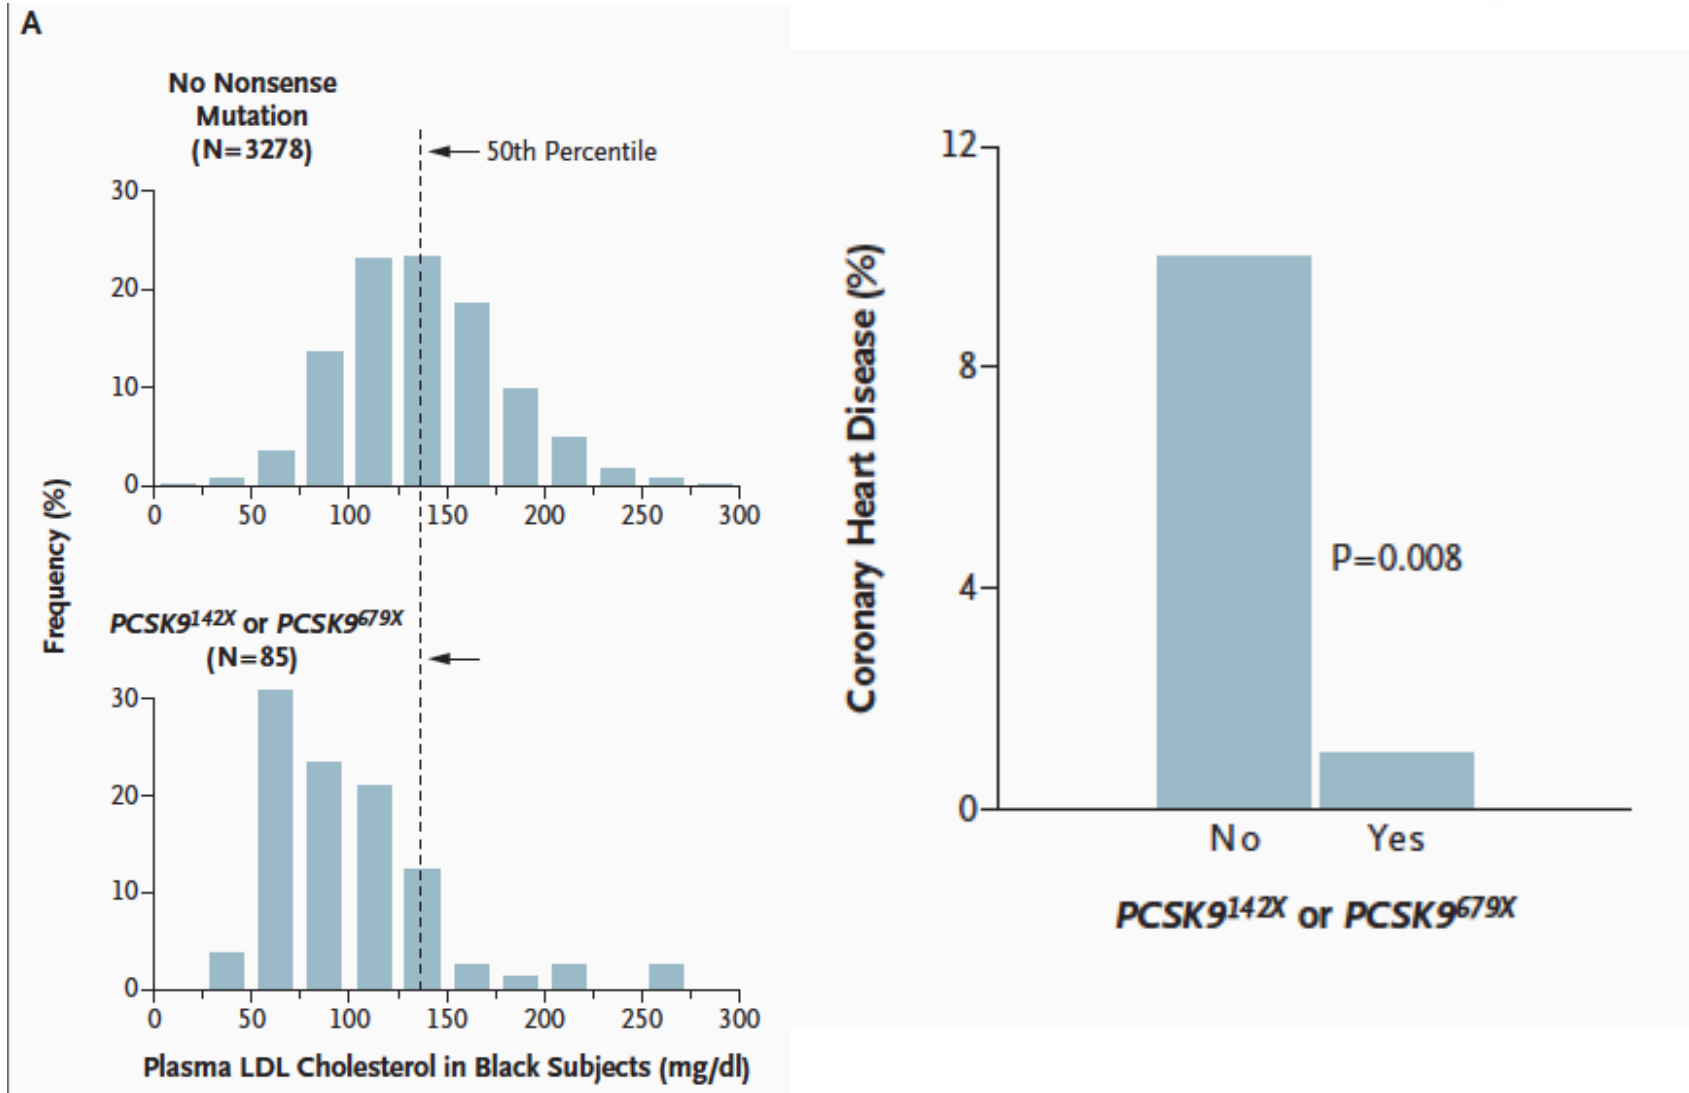 A
No Nonsense
Mutation
(N=3278)
50th Percentile
30
20
10
0
0 50 100 150 200 250 300
Frequency (%)
PCSK9142X or PCSK9679X
(N=85)
30
20
10
0
0 50 100 150 200 250 300
Plasma LDL Cholesterol in Black Subjects (mg/dl)
12
8
4
0
Coronary Heart Disease (%)
P=0.008
No Yes
PCSK9142X or PCSK9679X